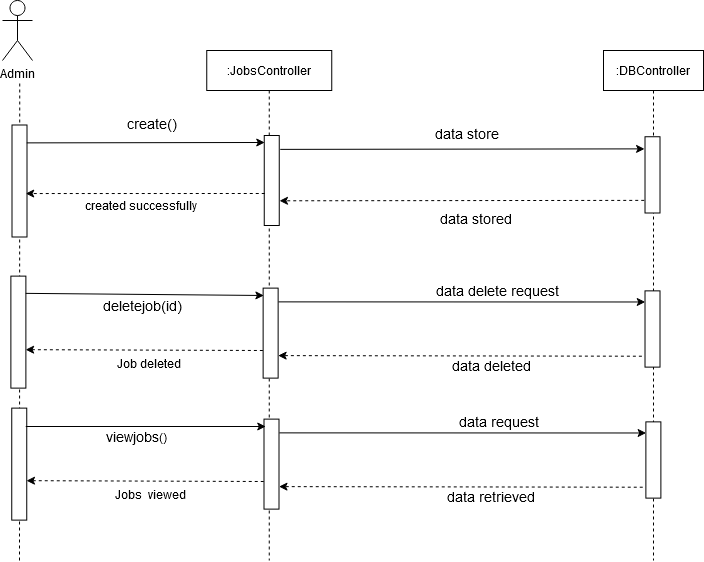 Admin
:JobsController
:DBController
create()
data store
created successfully
data stored
deletejob(id)
data delete request
Job deleted
data deleted
viewjobs()
data request
Jobs viewed
data retrieved